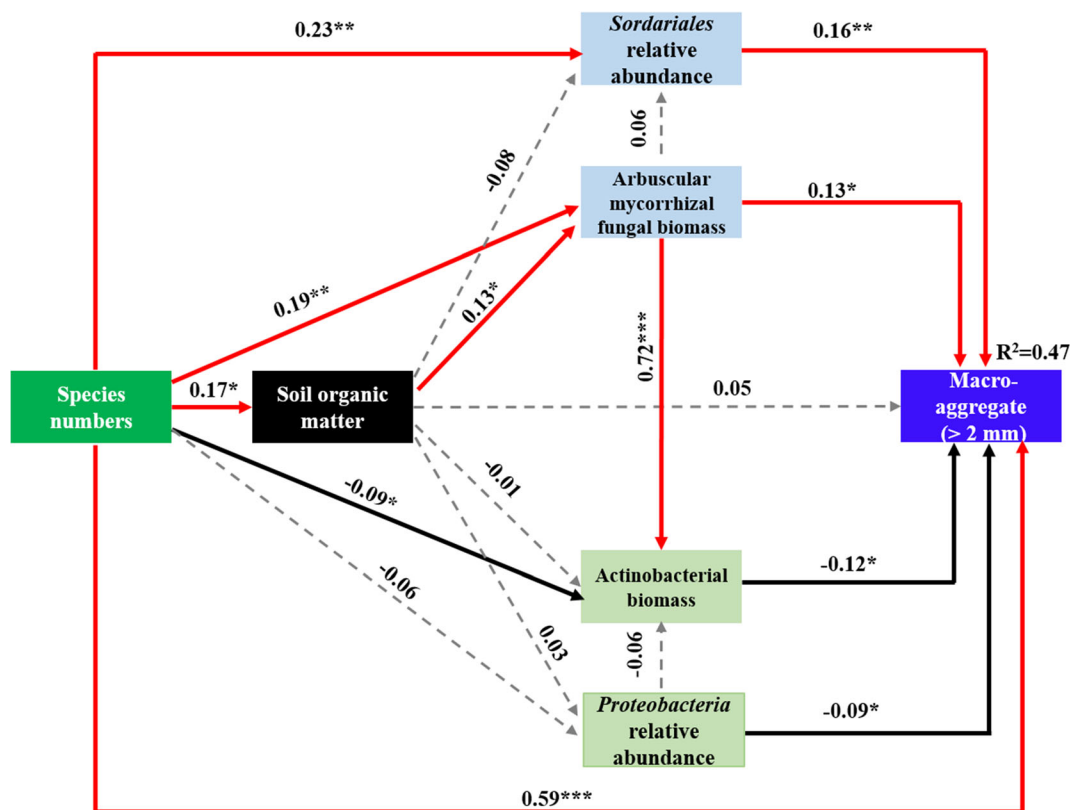 0.23**
Sordariales
relative
abundance
0.16**
-0.08
0.06
Arbuscular
mycorrhizal
fungal biomass
0.13*
0.19**
0.13*
0.72***
R²=0.47
Species
numbers
0.17*
Soil organic
matter
0.05
Macro-
aggregate
(> 2 mm)
-0.09*
-0.01
-0.06
0.03
Actinobacterial
biomass
-0.12*
-0.06
Proteobacteria
relative
abundance
-0.09*
0.59***